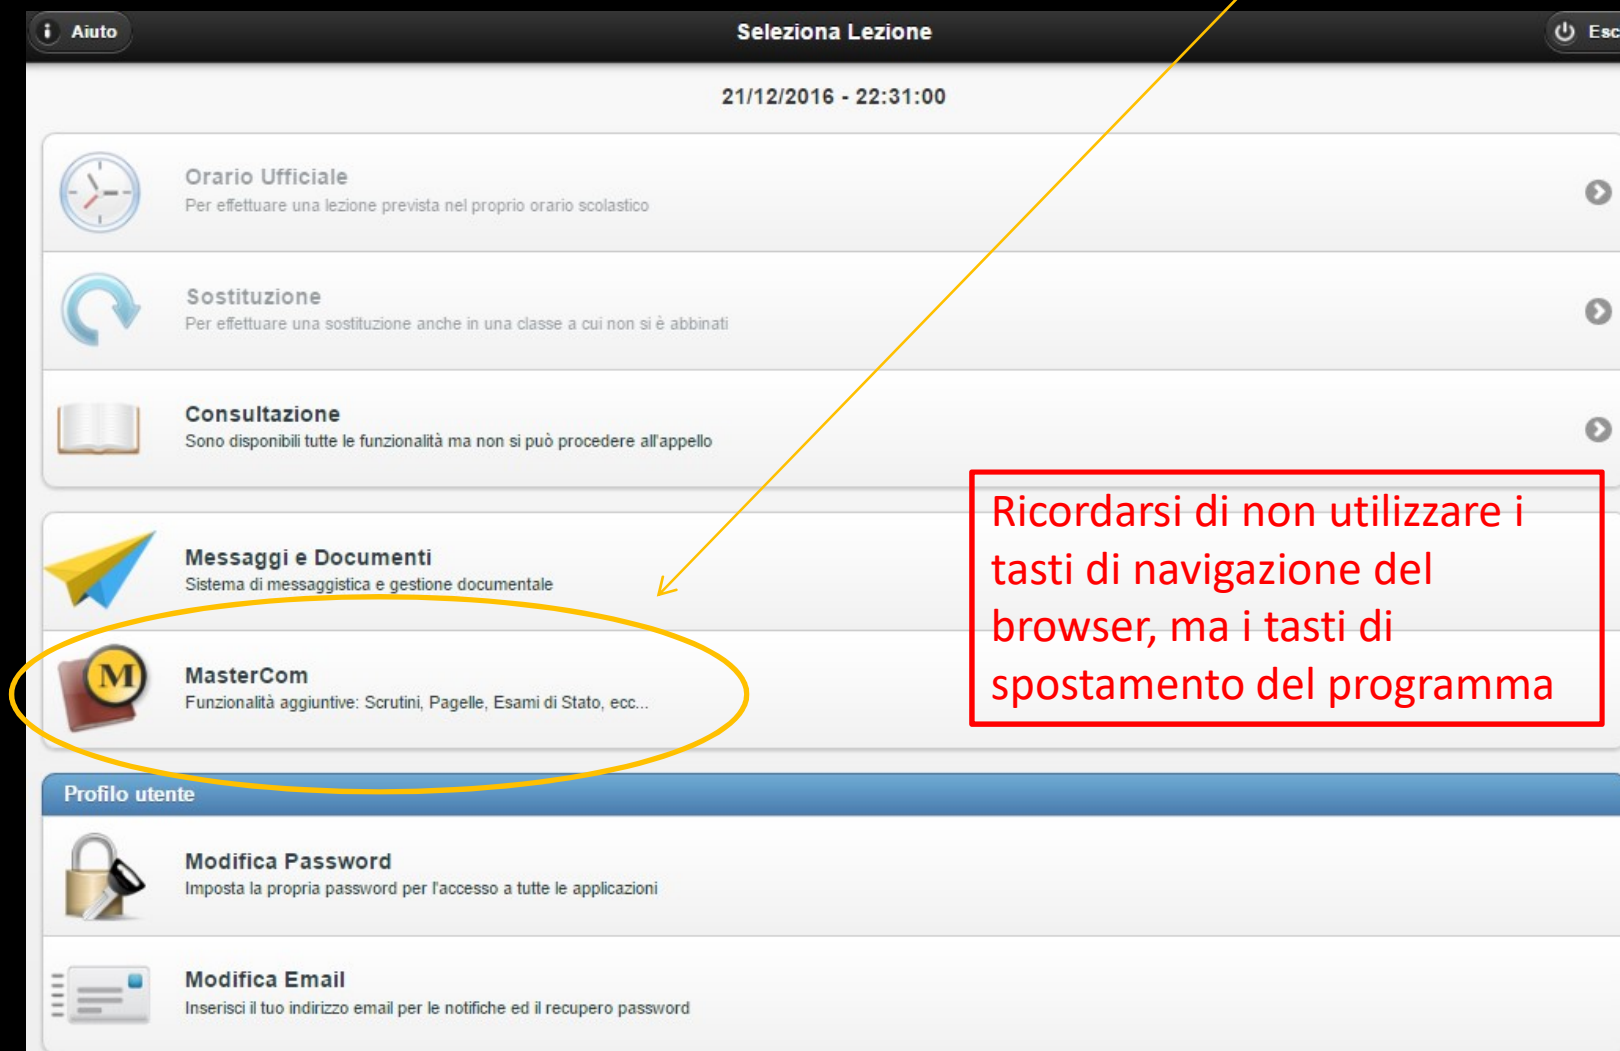 Aiuto
Seleziona Lezione
Esc
21/12/2016 - 22:31:00
Orario Ufficiale
Per effettuare una lezione prevista nel proprio orario scolastico
Sostituzione
Per effettuare una sostituzione anche in una classe a cui non si è abbinati
Consultazione
Sono disponibili tutte le funzionalità ma non si può procedere all'appello
Ricordarsi di non utilizzare i
tasti di navigazione del
browser, ma i tasti di
spostamento del programma
Messaggi e Documenti
Sistema di messaggistica e gestione documentale
M
MasterCom
Funzionalità aggiuntive: Scrutini, Pagelle, Esami di Stato, ecc...
Profilo utente
Modifica Password
Imposta la propria password per l'accesso a tutte le applicazioni
Modifica Email
Inserisci il tuo indirizzo email per le notifiche ed il recupero password